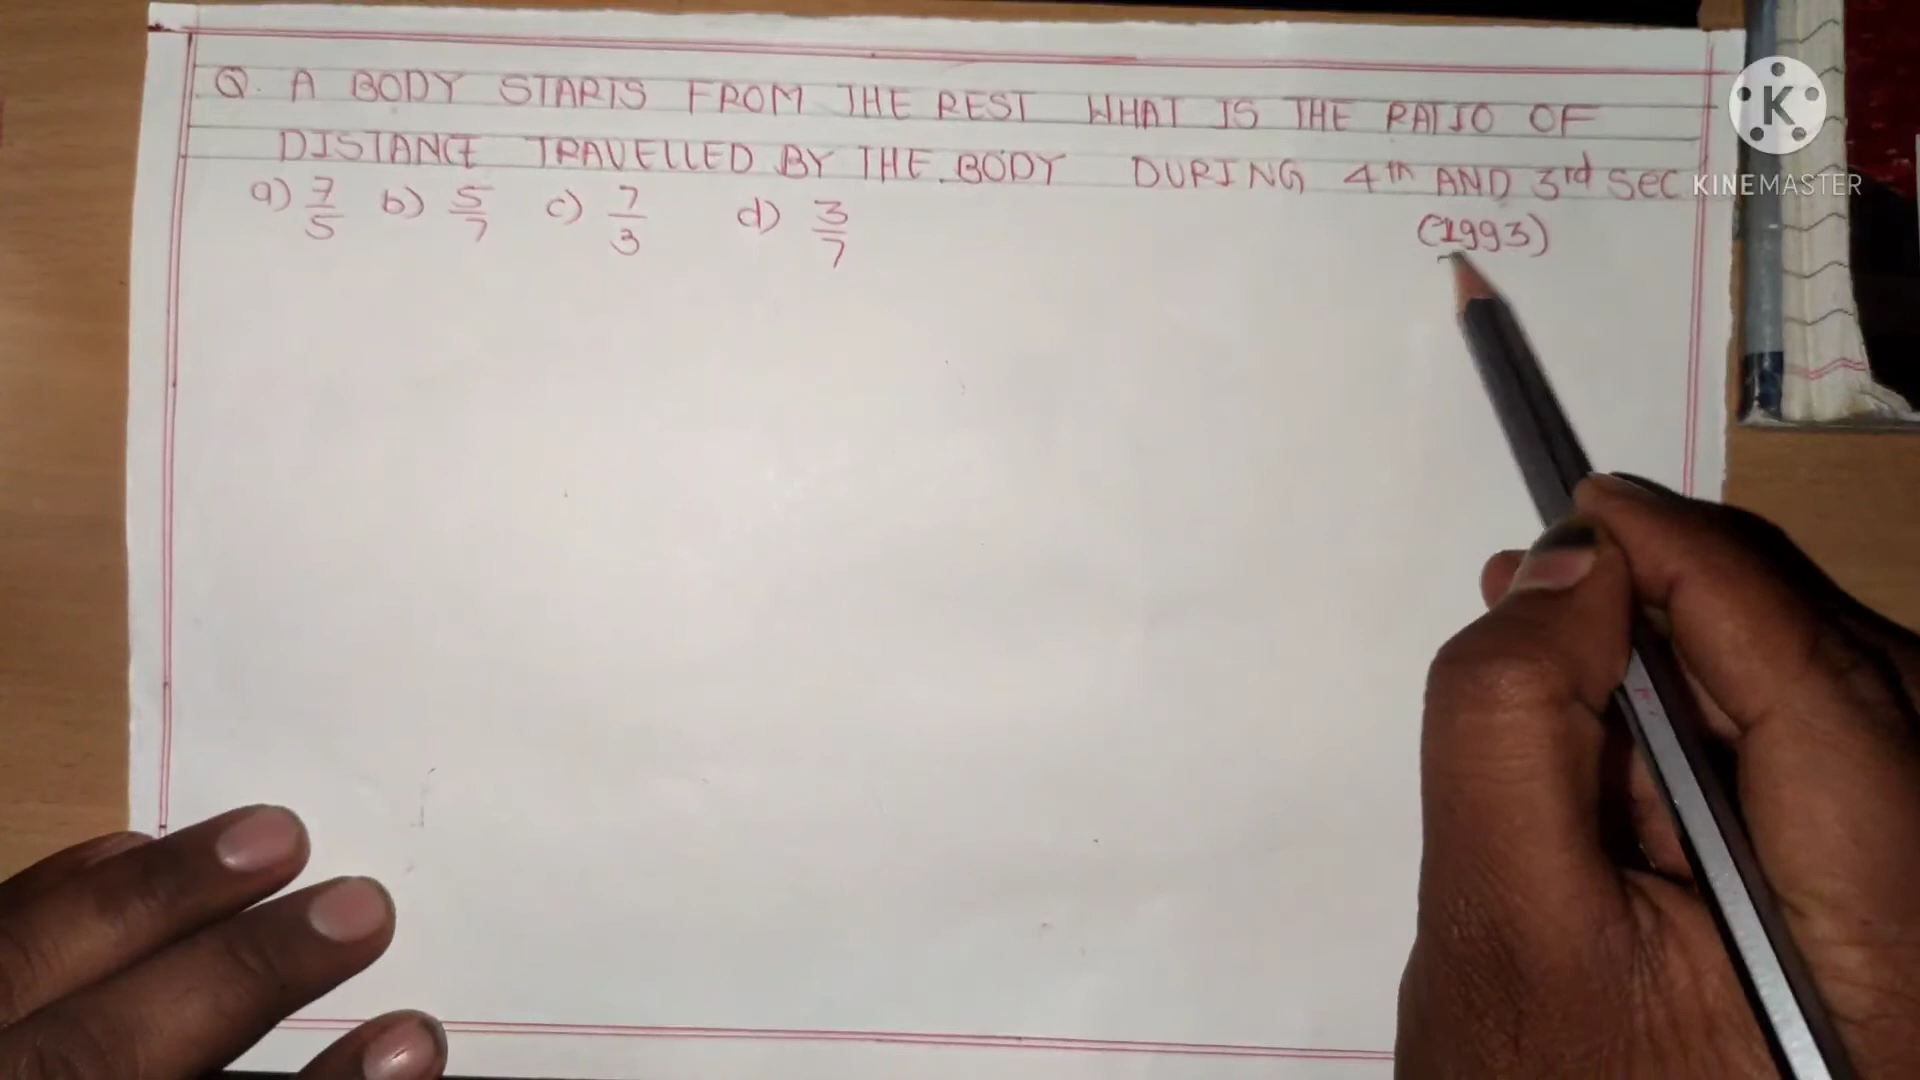 Q. A BODY STARTS FROM THE REST WHAT IS THE RATIO OF
DISTANCE TRAVELLED BY THE BODY DURING 4th AND 3rd SEC
a) 7/5 b) 5/7 c) 7/3 d) 3/7
(1993)
K
KINEMASTER